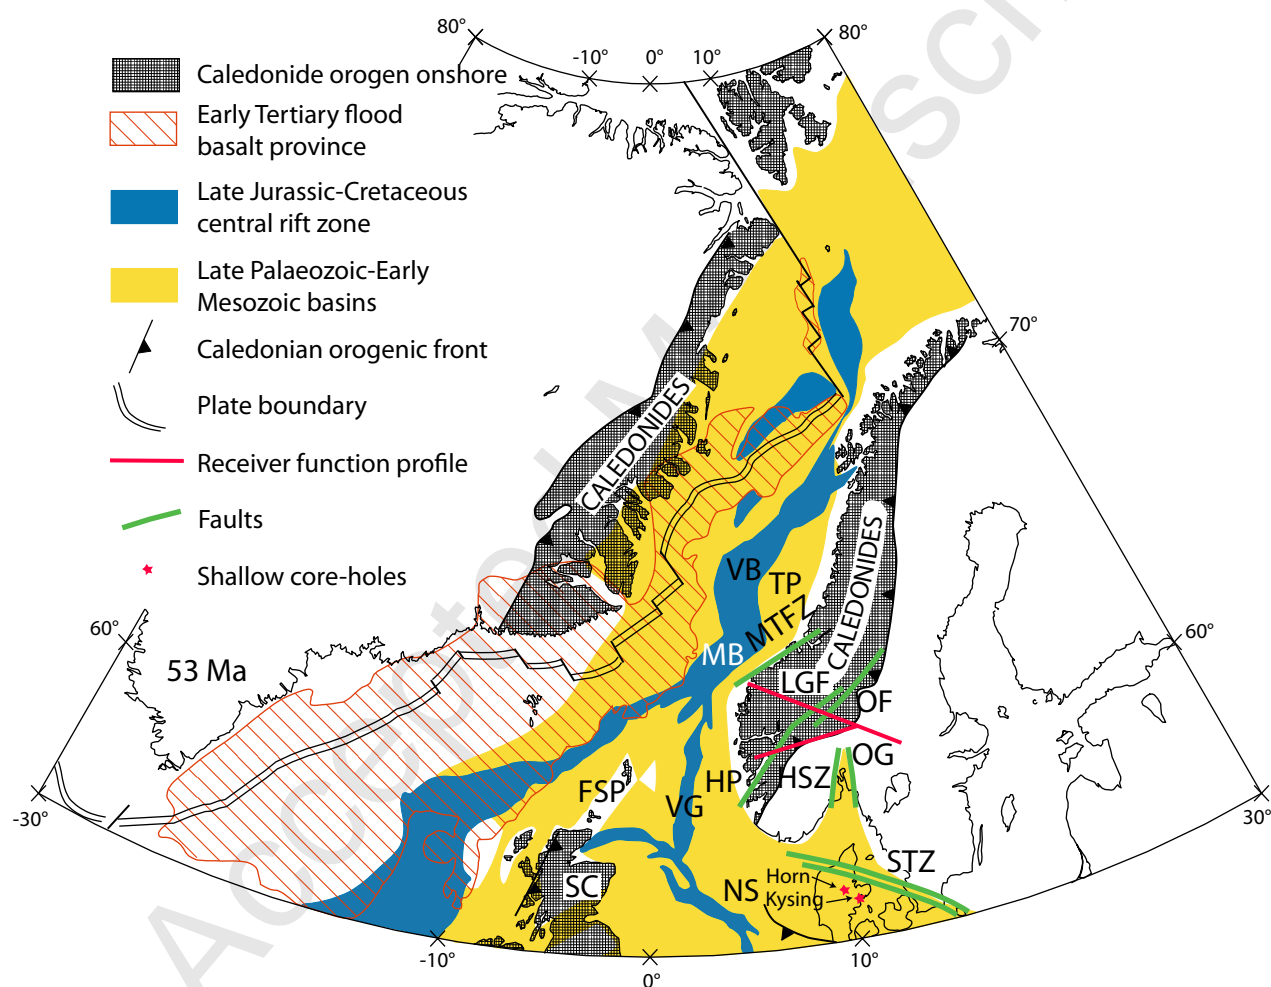 80°
80°
-10°
0°
10°
Caledonide orogen onshore
Early Tertiary flood
basalt province
Late Jurassic-Cretaceous
central rift zone
Late Palaeozoic-Early
Mesozoic basins
Caledonian orogenic front
Plate boundary
Receiver function profile
Faults
Shallow core-holes
70°
CALEDONIDES
CALEDONIDES
VB
TP
MTFZ
MB
60°
60°
53 Ma
LGF
OF
OG
HSZ
HP
FSP
VG
-30°
30°
STZ
SC
NS
Horn
Kysing
-10°
0°
10°